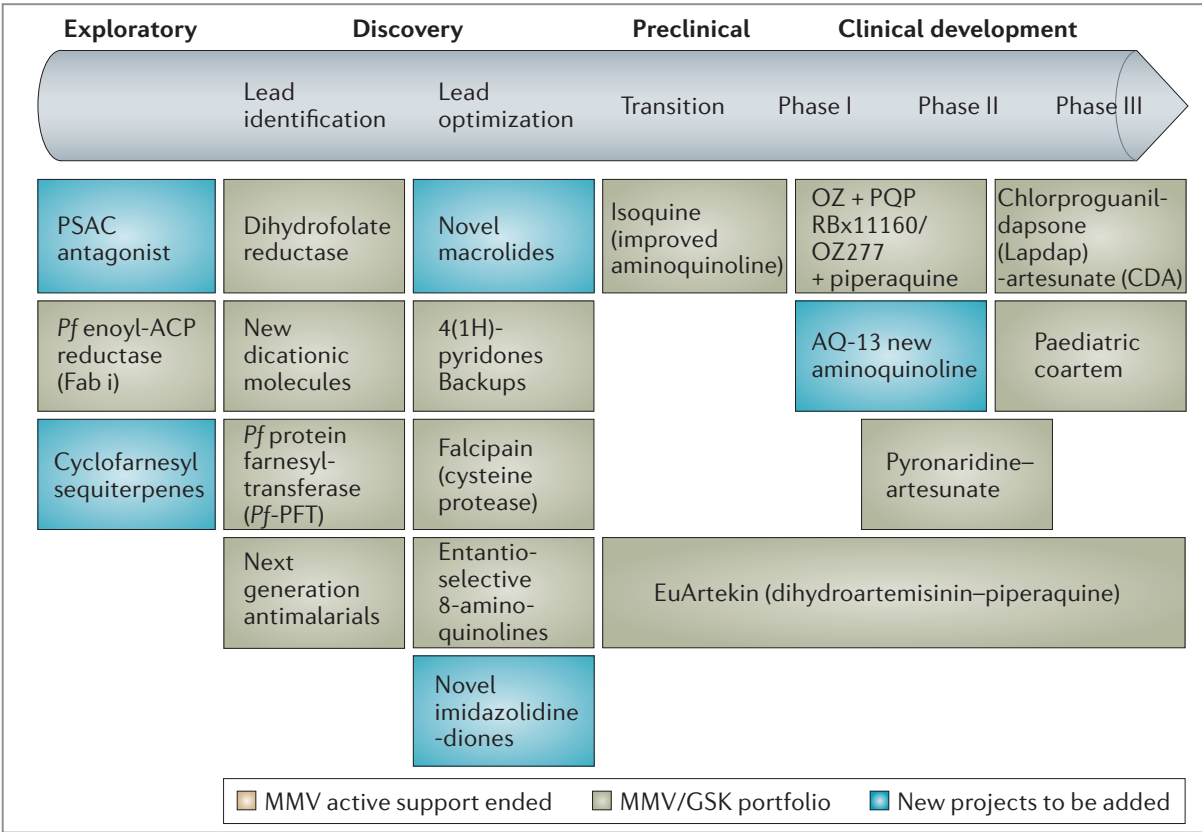 Exploratory
Discovery
Preclinical
Clinical development
Lead
identification
Lead
optimization
Transition
Phase I
Phase II
Phase III
PSAC
antagonist
Dihydrofolate
reductase
Novel
macrolides
Isoquine
(improved
aminoquinoline)
OZ + PQP
RBx11160/
OZ277
+ piperaquine
Chlorproguanil-
dapsone
(Lapdap)
-artesunate (CDA)
Pf enoyl-ACP
reductase
(Fab i)
New
dicationic
molecules
4(1H)-
pyridones
Backups
AQ-13 new
aminoquinoline
Paediatric
coartem
Cyclofarnesyl
sequiterpenes
Pf protein
farnesyl-
transferase
(Pf-PFT)
Falcipain
(cysteine
protease)
Pyronaridine–
artesunate
Next
generation
antimalarials
Entantio-
selective
8-amino-
quinolines
EuArtekin (dihydroartemisinin–piperaquine)
Novel
imidazolidine
-diones
MMV active support ended
MMV/GSK portfolio
New projects to be added